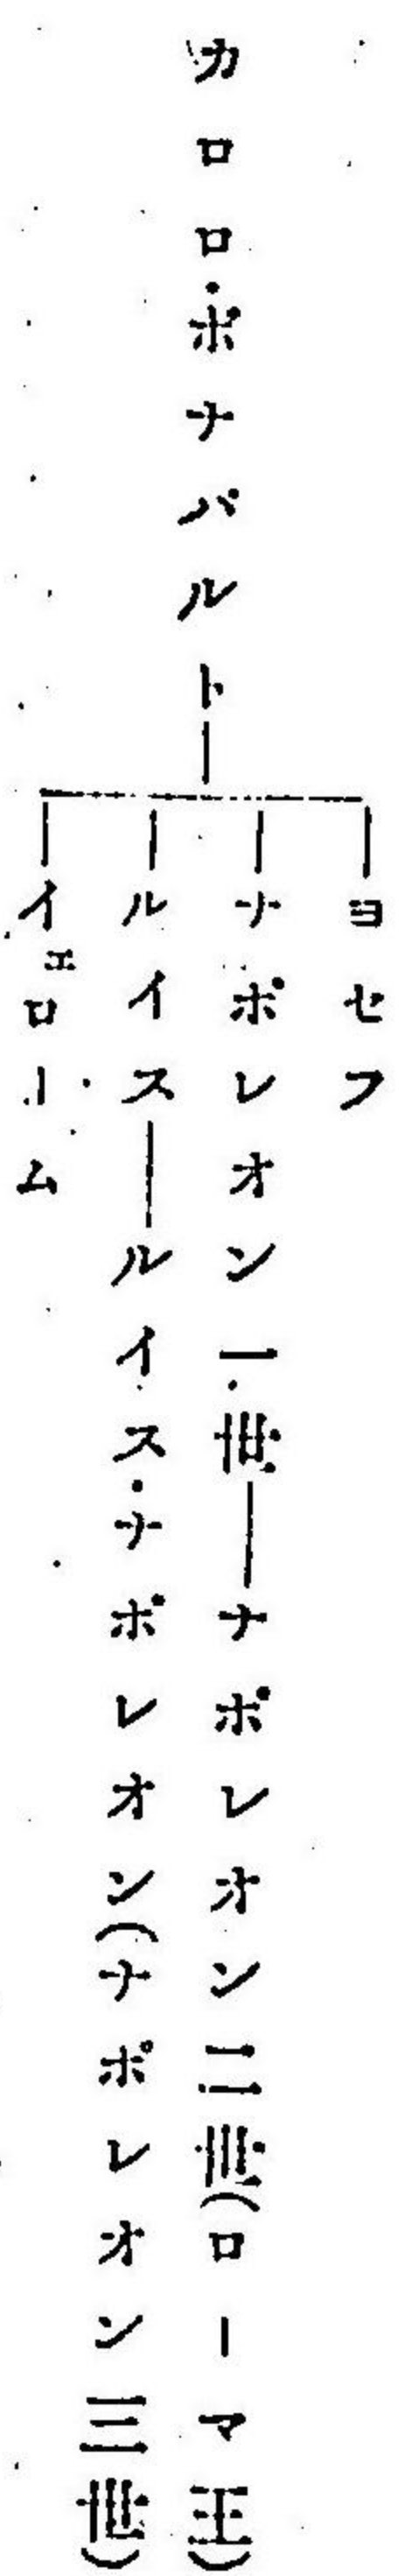 カロロ・ボナパルト
ヨセフ
ナポレオン一世―ナポレオン二世(ローマ王)
ルイス―ルイス・ナポレオン(ナポレオン三世)
イェローム